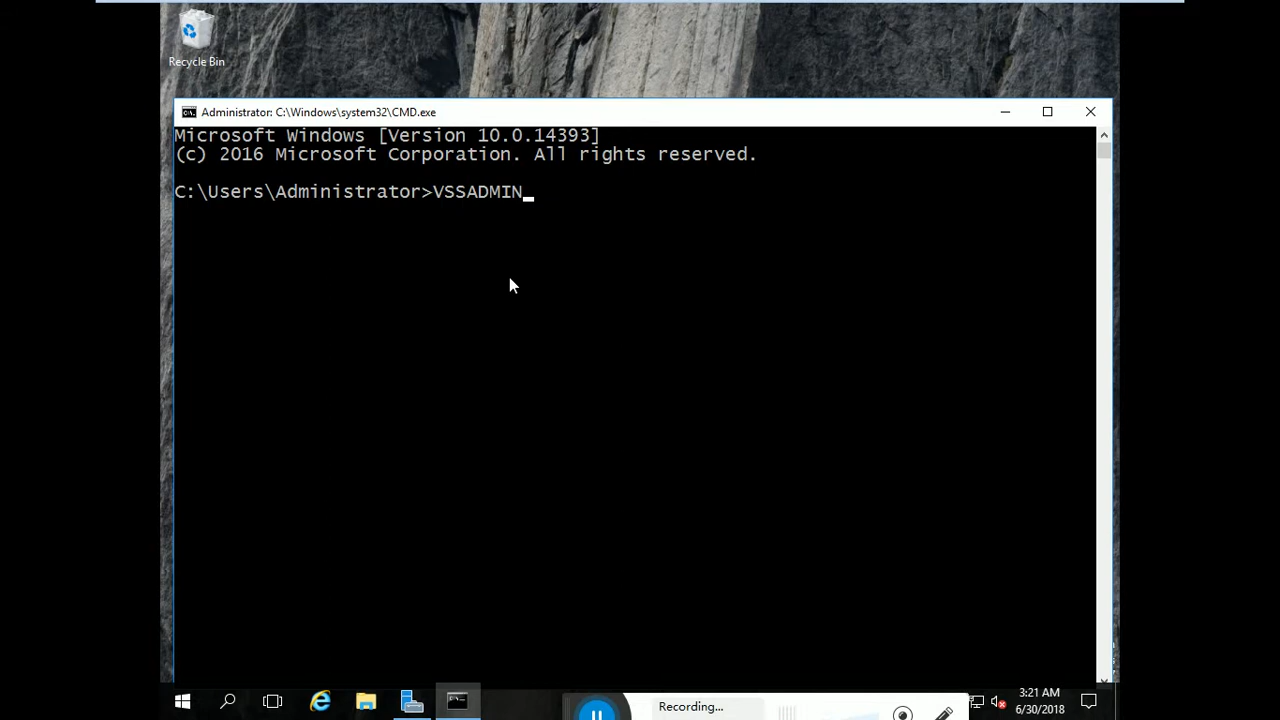 Recycle Bin
Administrator: C:\Windows\system32\CMD.exe
Microsoft Windows [Version 10.0.14393]
(c) 2016 Microsoft Corporation. All rights reserved.
C:\Users\Administrator>VSSADMIN_
Recording...
3:21 AM
6/30/2018